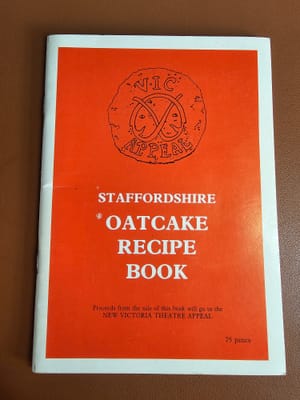 VIC
APPEAL
STAFFORDSHIRE
OATCAKE
RECIPE
BOOK
Proceeds from the sale of this book will go to the
NEW VICTORIA THEATRE APPEAL
75 pence